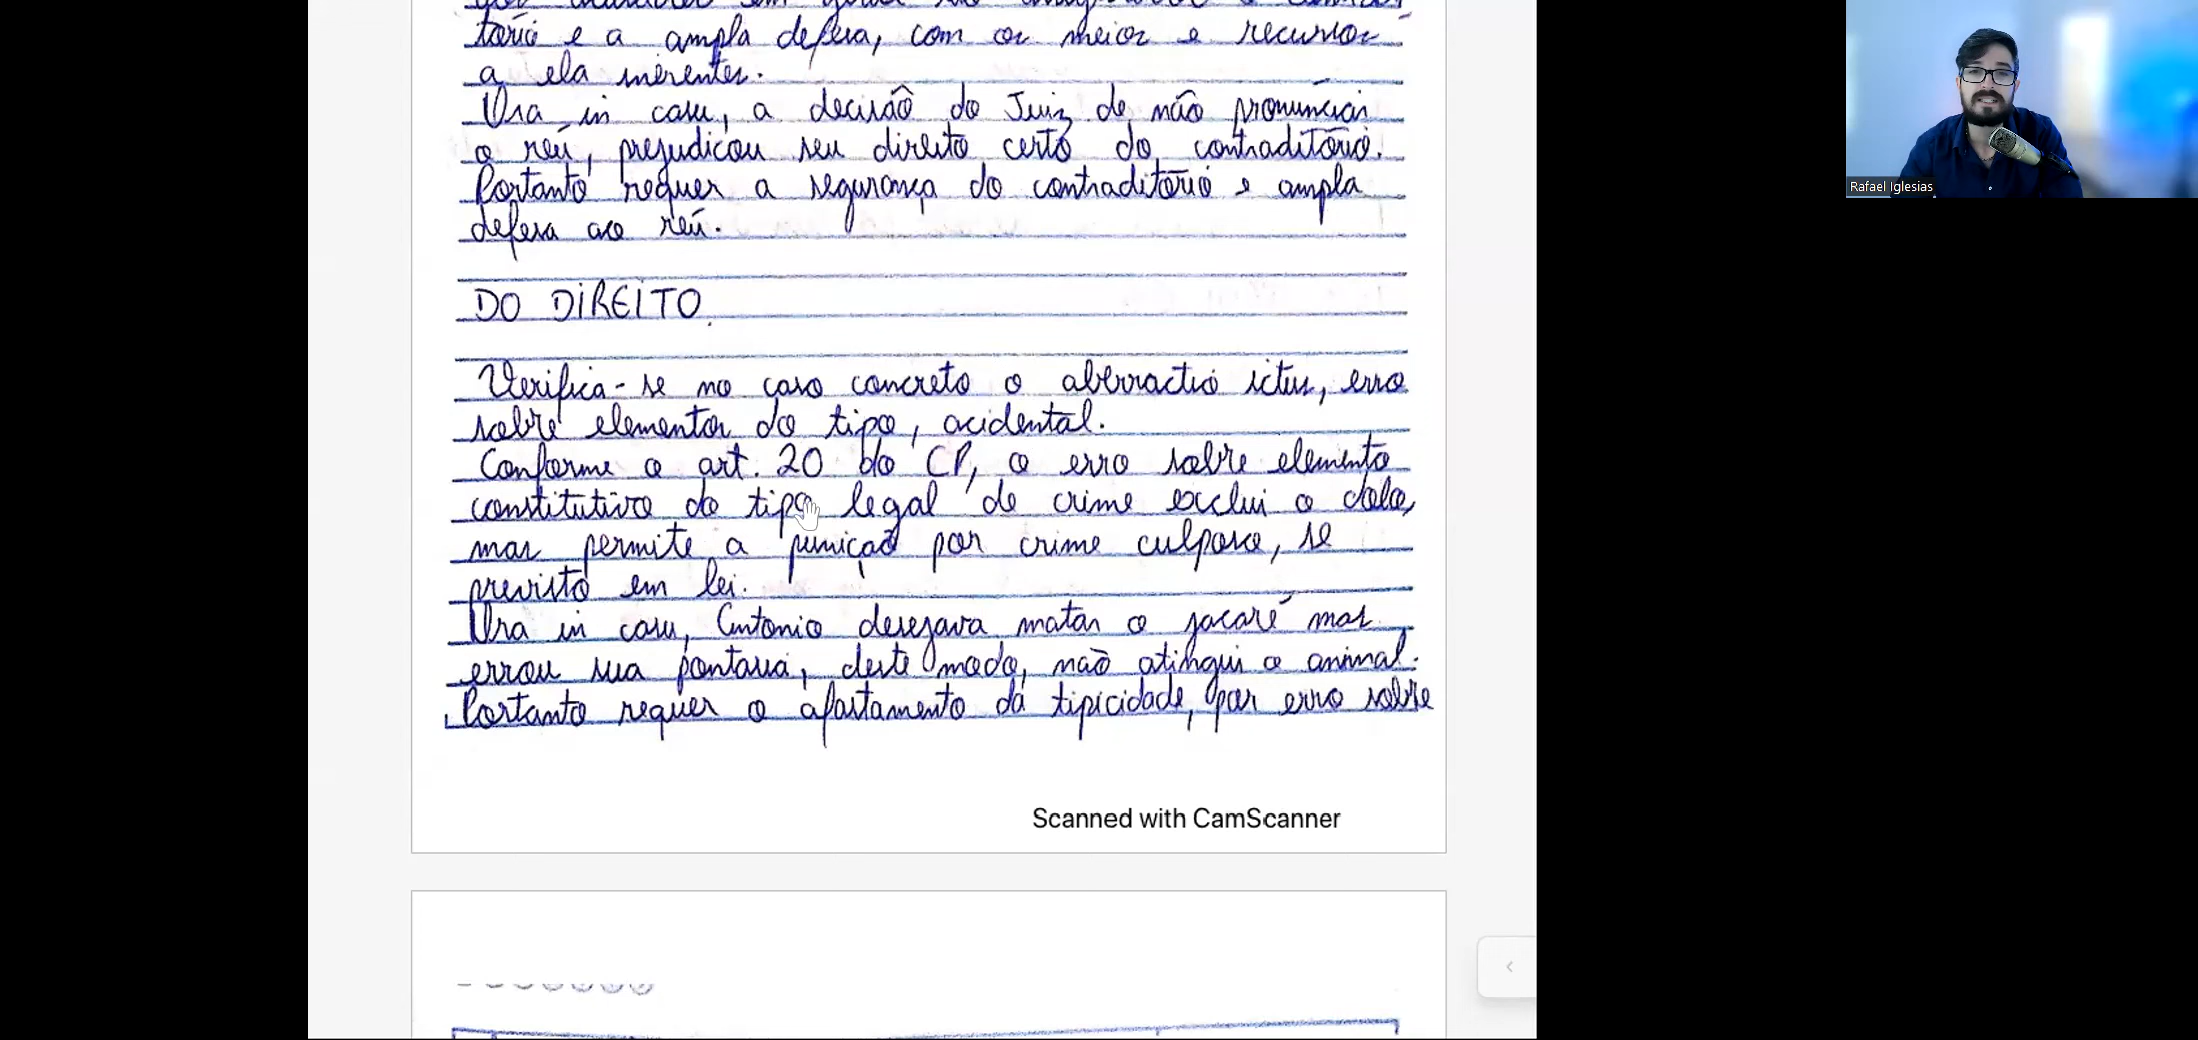 tório e a ampla defesa, com os meios e recursos
a ela inerentes.
Ora in casu, a decisão do Juiz de não pronunciar
o réu, prejudicou seu direito certo do contraditório.
Portanto requer a segurança do contraditório e ampla
defesa ao réu.
DO DIREITO.
Verifica-se no caso concreto o aberractio ictus, erro
sobre elementos do tipo, acidental.
Conforme o art. 20 do CP, o erro sobre elemento
constitutivo do tipo legal de crime exclui o dolo,
mas permite a punição por crime culposo, se
previsto em lei.
Ora in casu, Antonio desejava matar o jacaré mas
errou sua pontaria, deste modo, não atingui o animal.
Portanto requer o afastamento da tipicidade, por erro sobre
Scanned with CamScanner
Rafael Iglesias